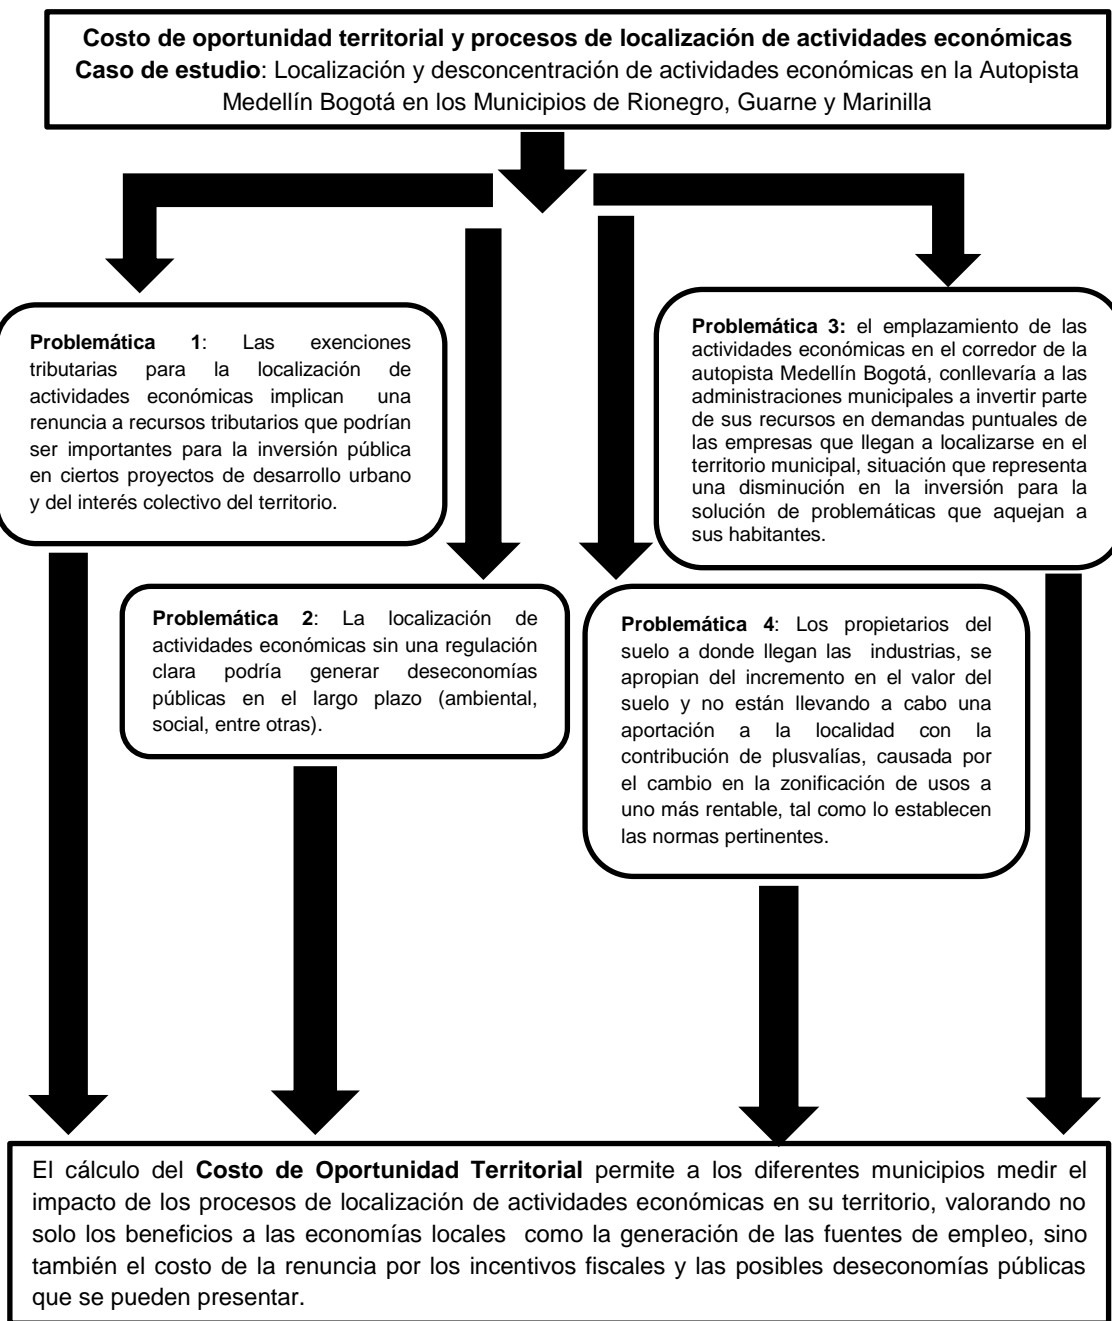 Costo de oportunidad territorial y procesos de localización de actividades económicas
Caso de estudio: Localización y desconcentración de actividades económicas en la Autopista
Medellín Bogotá en los Municipios de Rionegro, Guarne y Marinilla
Problemática 1: Las exenciones
tributarias para la localización de
actividades económicas implican una
renuncia a recursos tributarios que podrían
ser importantes para la inversión pública
en ciertos proyectos de desarrollo urbano
y del interés colectivo del territorio.
Problemática 2: La localización de
actividades económicas sin una regulación
clara podría generar deseconomías
públicas en el largo plazo (ambiental,
social, entre otras).
Problemática 3: el emplazamiento de las
actividades económicas en el corredor de la
autopista Medellín Bogotá, conllevaría a las
administraciones municipales a invertir parte
de sus recursos en demandas puntuales de
las empresas que llegan a localizarse en el
territorio municipal, situación que representa
una disminución en la inversión para la
solución de problemáticas que aquejan a
sus habitantes.
Problemática 4: Los propietarios del
suelo a donde llegan las industrias, se
apropian del incremento en el valor del
suelo y no están llevando a cabo una
aportación a la localidad con la
contribución de plusvalías, causada por
el cambio en la zonificación de usos a
uno más rentable, tal como lo establecen
las normas pertinentes.
El cálculo del Costo de Oportunidad Territorial permite a los diferentes municipios medir el
impacto de los procesos de localización de actividades económicas en su territorio, valorando no
solo los beneficios a las economías locales como la generación de las fuentes de empleo, sino
también el costo de la renuncia por los incentivos fiscales y las posibles deseconomías públicas
que se pueden presentar.